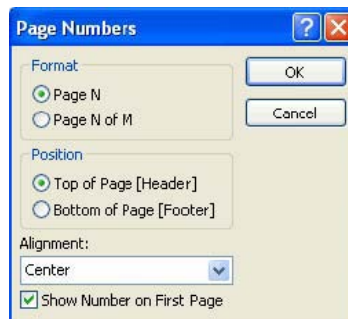 Page Numbers
Format
Page N
Page N of M
OK
Cancel
Position
Top of Page [Header]
Bottom of Page [Footer]
Alignment:
Center
Show Number on First Page